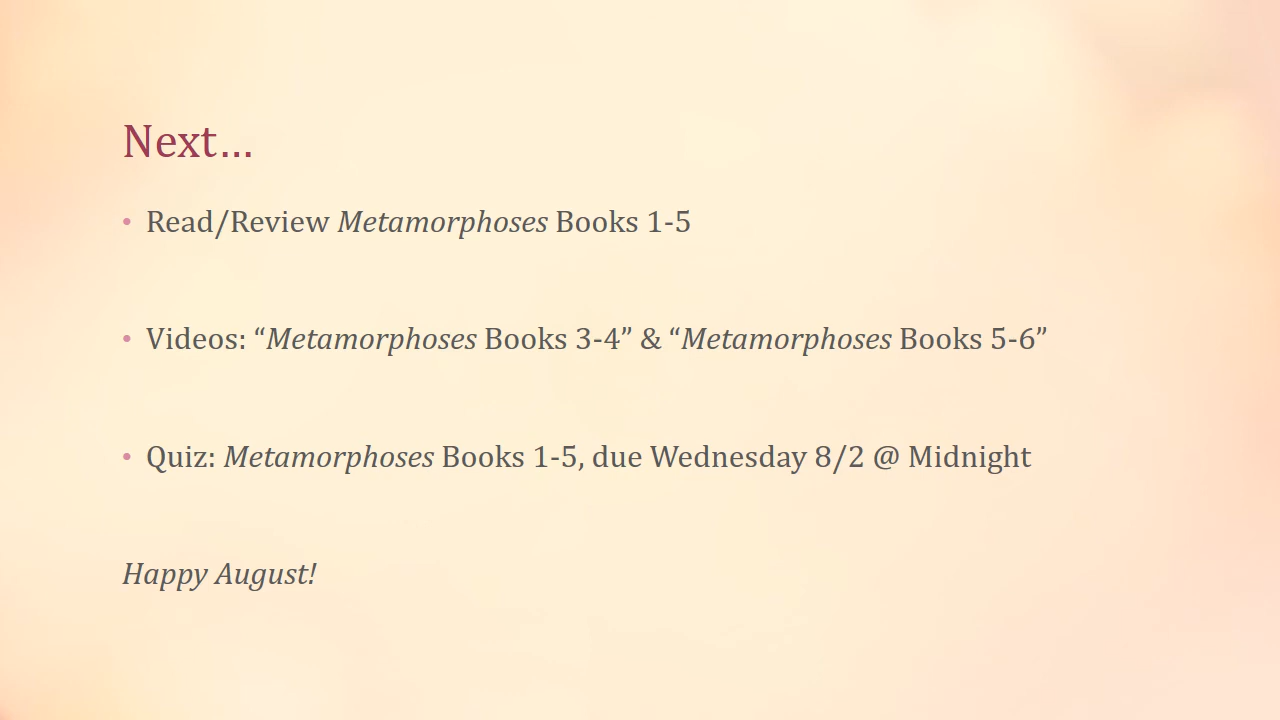 Next…
• Read/Review Metamorphoses Books 1-5
• Videos: “Metamorphoses Books 3-4” & “Metamorphoses Books 5-6”
• Quiz: Metamorphoses Books 1-5, due Wednesday 8/2 @ Midnight
Happy August!